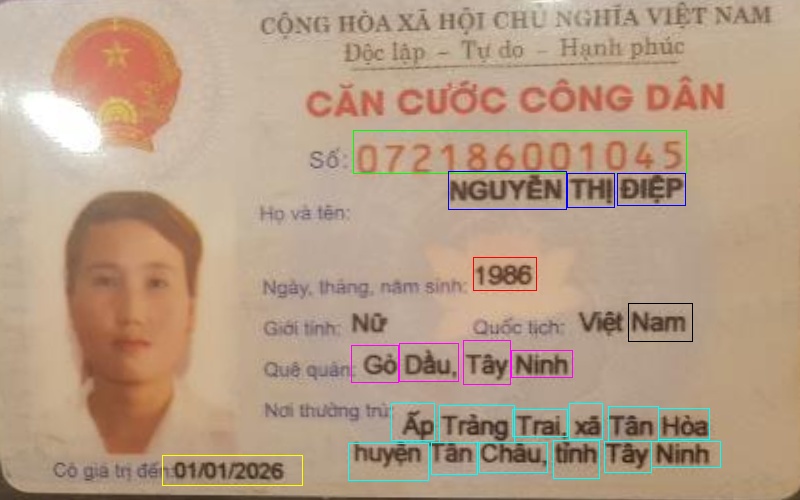 CỘNG HÒA XÃ HỘI CHỦ NGHĨA VIỆT NAM
Độc lập – Tự do – Hạnh phúc
CĂN CƯỚC CÔNG DÂN
Số: 072186001045
NGUYỄN THỊ ĐIỆP
Họ và tên:
Ngày, tháng, năm sinh: 1986
Giới tính: Nữ Quốc tịch: Việt Nam
Quê quán: Gò Dầu, Tây Ninh
Nơi thường trú: Ấp Trảng Trai, xã Tân Hòa
huyện Tân Châu, tỉnh Tây Ninh
Có giá trị đến: 01/01/2026